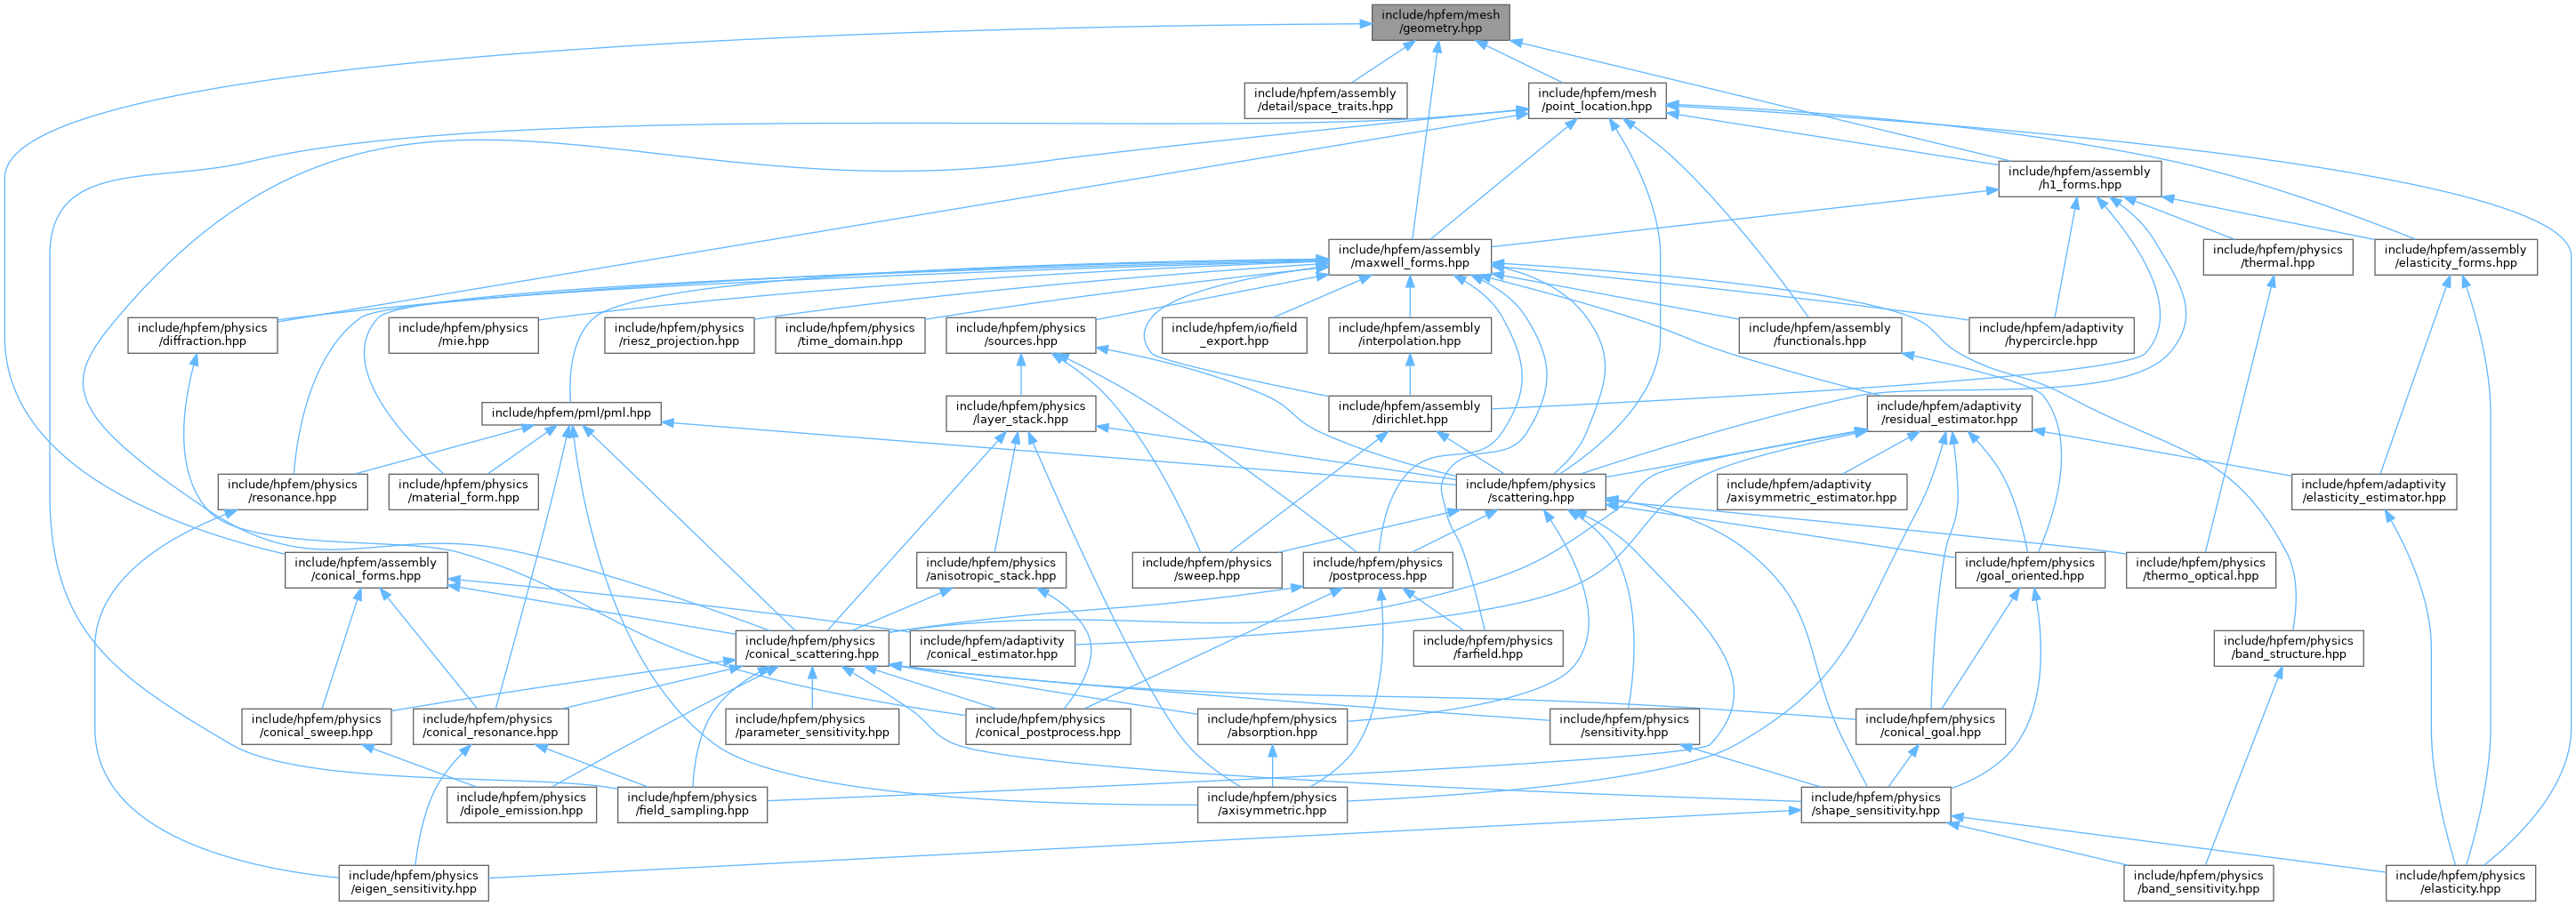 include/hpfem/mesh
/geometry.hpp
include/hpfem/assembly
/detail/space_traits.hpp
include/hpfem/mesh
/point_location.hpp
include/hpfem/assembly
/h1_forms.hpp
include/hpfem/assembly
/maxwell_forms.hpp
include/hpfem/physics
/thermal.hpp
include/hpfem/assembly
/elasticity_forms.hpp
include/hpfem/physics
/diffraction.hpp
include/hpfem/physics
/mie.hpp
include/hpfem/physics
/riesz_projection.hpp
include/hpfem/physics
/time_domain.hpp
include/hpfem/physics
/sources.hpp
include/hpfem/io/field
_export.hpp
include/hpfem/assembly
/interpolation.hpp
include/hpfem/assembly
/functionals.hpp
include/hpfem/adaptivity
/hypercircle.hpp
include/hpfem/pml/pml.hpp
include/hpfem/physics
/layer_stack.hpp
include/hpfem/assembly
/dirichlet.hpp
include/hpfem/adaptivity
/residual_estimator.hpp
include/hpfem/physics
/resonance.hpp
include/hpfem/physics
/material_form.hpp
include/hpfem/physics
/scattering.hpp
include/hpfem/adaptivity
/axisymmetric_estimator.hpp
include/hpfem/adaptivity
/elasticity_estimator.hpp
include/hpfem/assembly
/conical_forms.hpp
include/hpfem/physics
/anisotropic_stack.hpp
include/hpfem/physics
/sweep.hpp
include/hpfem/physics
/postprocess.hpp
include/hpfem/physics
/goal_oriented.hpp
include/hpfem/physics
/thermo_optical.hpp
include/hpfem/physics
/conical_scattering.hpp
include/hpfem/adaptivity
/conical_estimator.hpp
include/hpfem/physics
/farfield.hpp
include/hpfem/physics
/band_structure.hpp
include/hpfem/physics
/conical_sweep.hpp
include/hpfem/physics
/conical_resonance.hpp
include/hpfem/physics
/parameter_sensitivity.hpp
include/hpfem/physics
/conical_postprocess.hpp
include/hpfem/physics
/absorption.hpp
include/hpfem/physics
/sensitivity.hpp
include/hpfem/physics
/conical_goal.hpp
include/hpfem/physics
/dipole_emission.hpp
include/hpfem/physics
/field_sampling.hpp
include/hpfem/physics
/axisymmetric.hpp
include/hpfem/physics
/shape_sensitivity.hpp
include/hpfem/physics
/eigen_sensitivity.hpp
include/hpfem/physics
/band_sensitivity.hpp
include/hpfem/physics
/elasticity.hpp